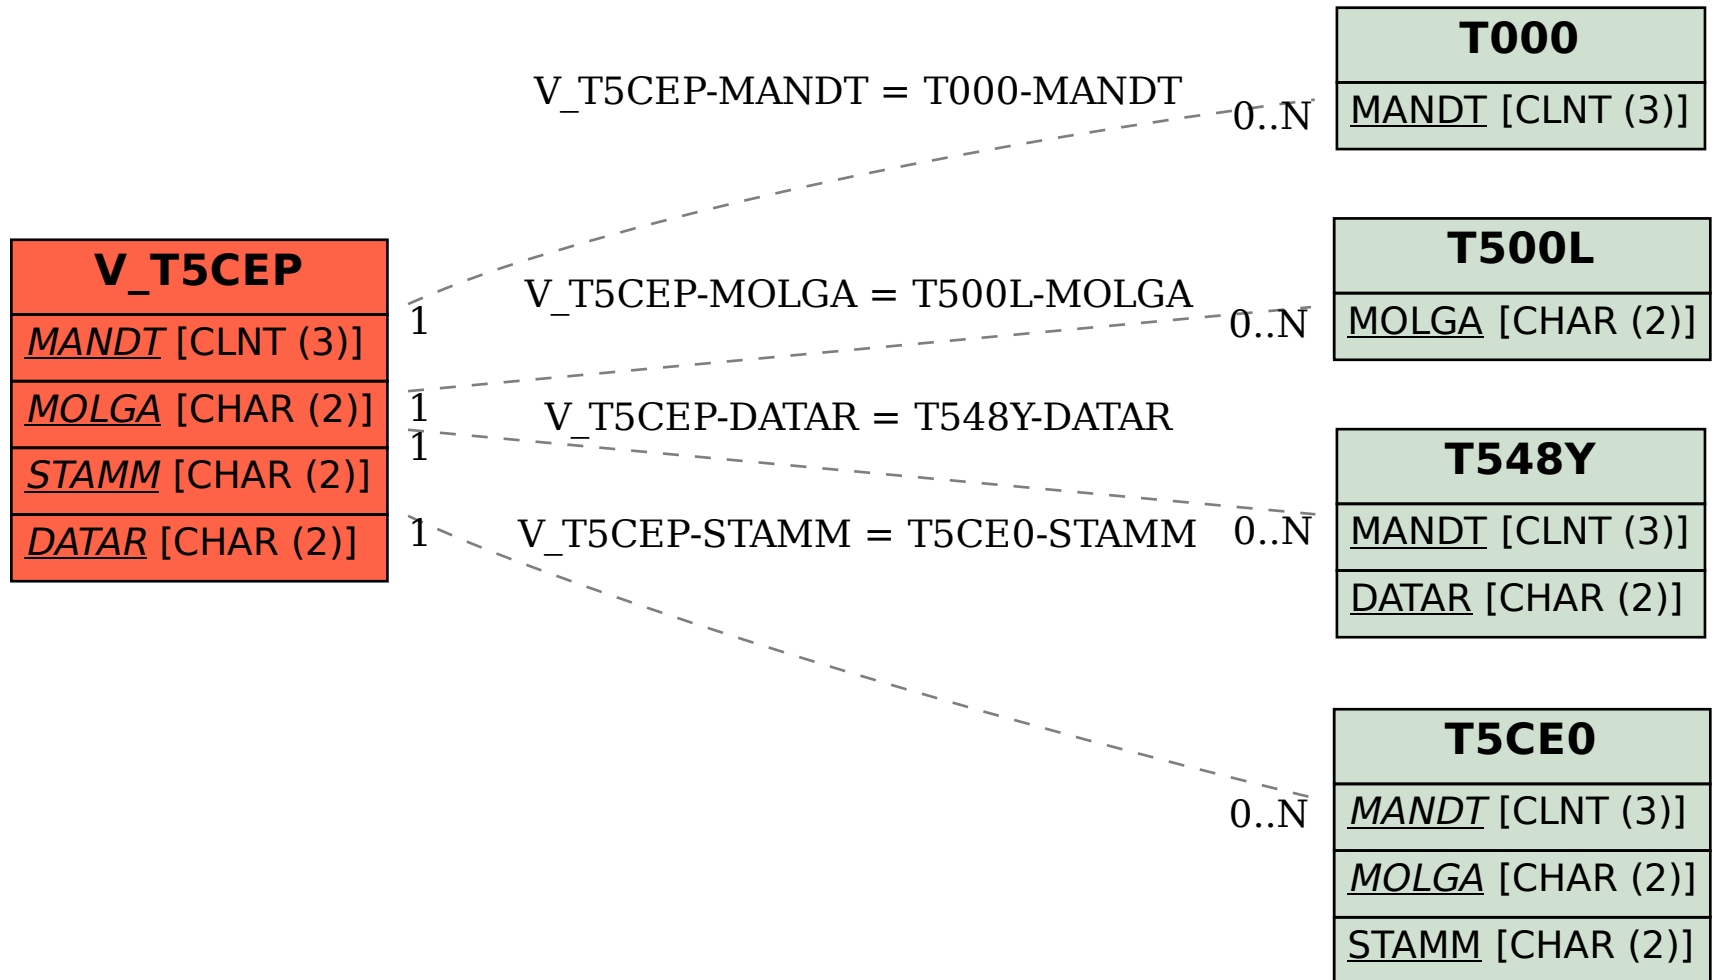 V_T5CEP
MANDT [CLNT (3)]
MOLGA [CHAR (2)]
STAMM [CHAR (2)]
DATAR [CHAR (2)]
V_T5CEP-MANDT = T000-MANDT
1
0..N
V_T5CEP-MOLGA = T500L-MOLGA
1
0..N
V_T5CEP-DATAR = T548Y-DATAR
1
0..N
V_T5CEP-STAMM = T5CE0-STAMM
1
0..N
T000
MANDT [CLNT (3)]
T500L
MOLGA [CHAR (2)]
T548Y
MANDT [CLNT (3)]
DATAR [CHAR (2)]
T5CE0
MANDT [CLNT (3)]
MOLGA [CHAR (2)]
STAMM [CHAR (2)]